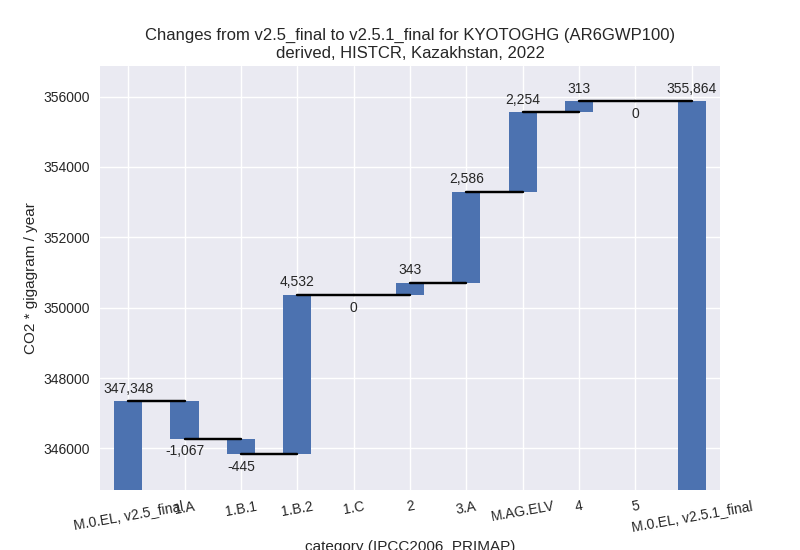 Changes from v2.5_final to v2.5.1_final for KYOTOGHG (AR6GWP100)
derived, HISTCR, Kazakhstan, 2022
CO2 * gigagram / year
356000
354000
352000
350000
348000
346000
347,348
-1,067
-445
4,532
0
343
2,586
2,254
313
0
355,864
M.0.EL, v2.5_final
1.A
1.B.1
1.B.2
1.C
2
3.A
M.AG.ELV
4
5
M.0.EL, v2.5.1_final
category (IPCC2006_PRIMAP)